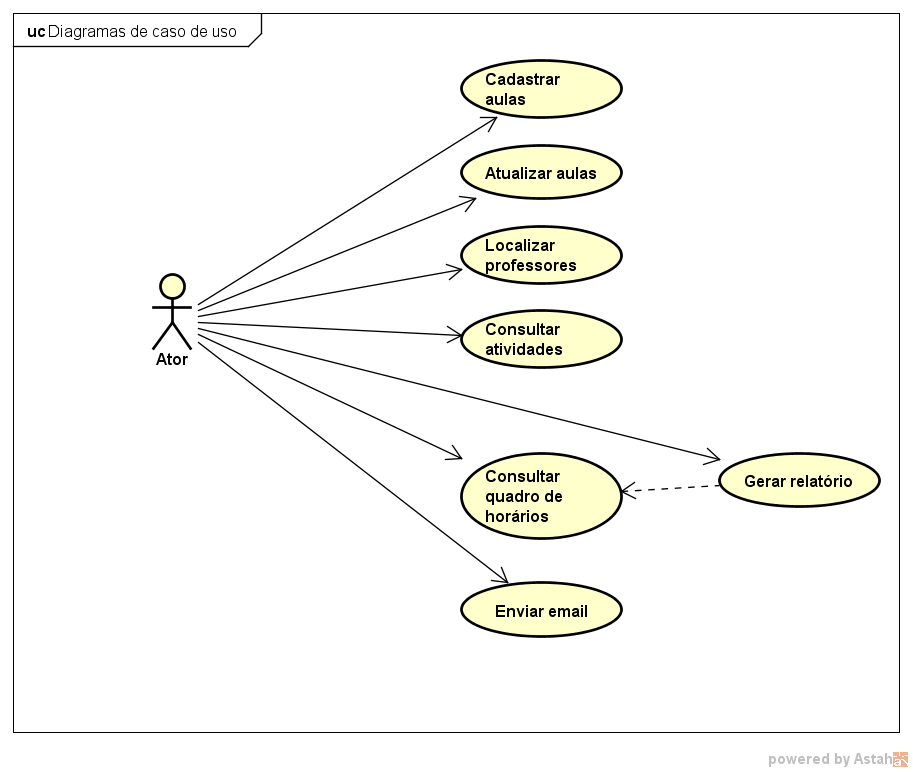 uc Diagramas de caso de uso
Cadastrar
aulas
Atualizar aulas
Localizar
professores
Consultar
atividades
Ator
Consultar
quadro de
horários
Gerar relatório
Enviar email
powered by Astah